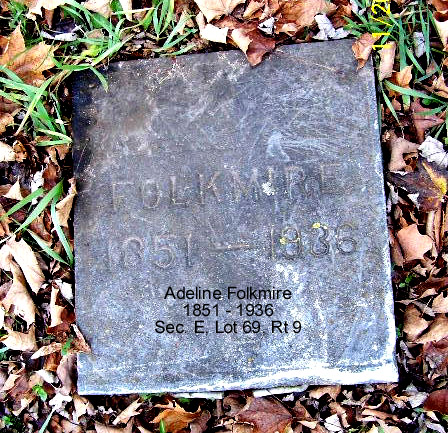 FOLKMIRE
1851 — 1936
Adeline Folkmire
1851 - 1936
Sec. E, Lot 69, Rt 9